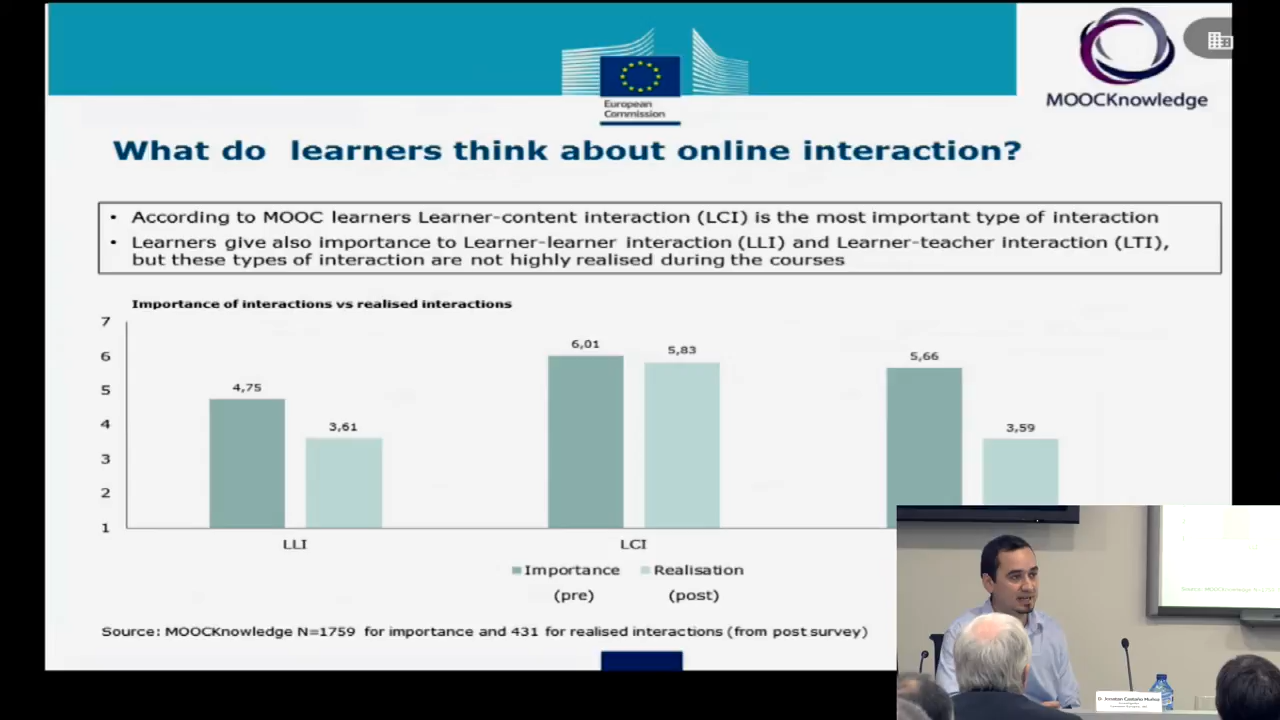 European
Commission
MOOCKnowledge
What do learners think about online interaction?
• According to MOOC learners Learner-content interaction (LCI) is the most important type of interaction
• Learners give also importance to Learner-learner interaction (LLI) and Learner-teacher interaction (LTI),
but these types of interaction are not highly realised during the courses
Importance of interactions vs realised interactions
7
6
5
4
3
2
1
4,75
3,61
6,01
5,83
5,66
3,59
LLI
LCI
Importance
(pre)
Realisation
(post)
Source: MOOCKnowledge N=1759 for importance and 431 for realised interactions (from post survey)
D. Jonatan Castaño Muñoz